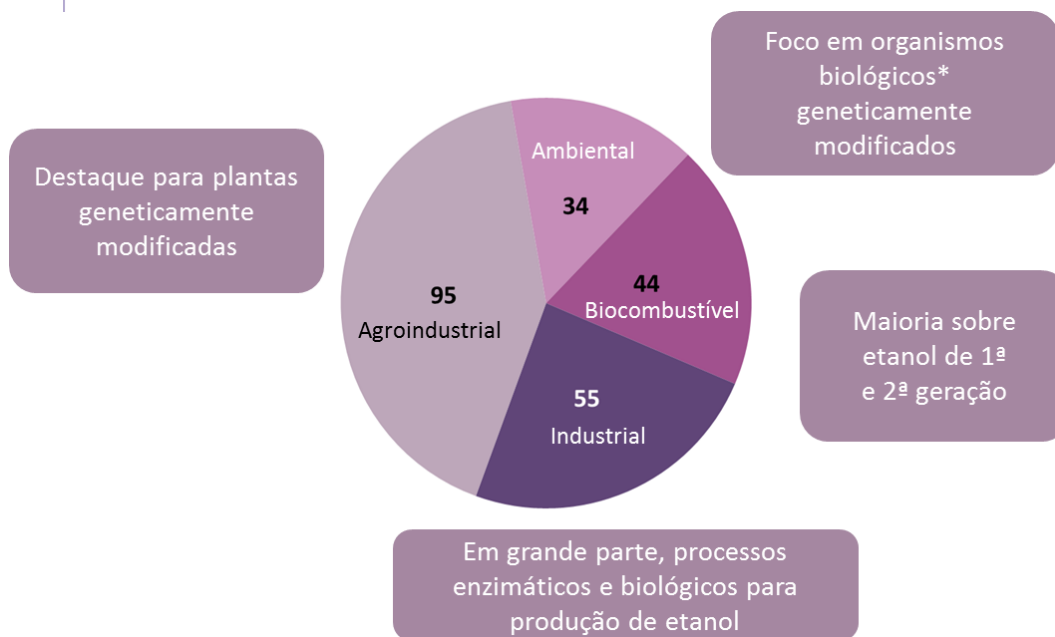 Foco em organismos
biológicos*
geneticamente
modificados
Destaque para plantas
geneticamente
modificadas
Ambiental
34
44
Biocombustível
95
Agroindustrial
55
Industrial
Maioria sobre
etanol de 1ª
e 2ª geração
Em grande parte, processos
enzimáticos e biológicos para
produção de etanol